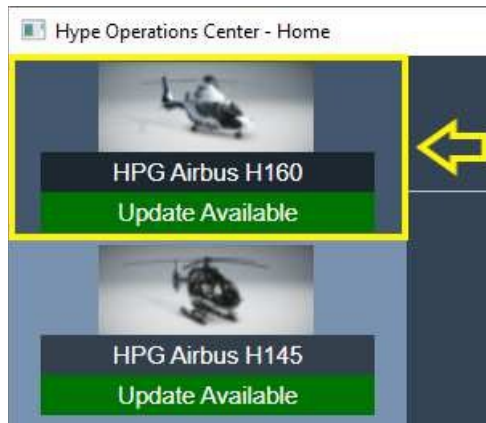 Hype Operations Center - Home
HPG Airbus H160
Update Available
HPG Airbus H145
Update Available